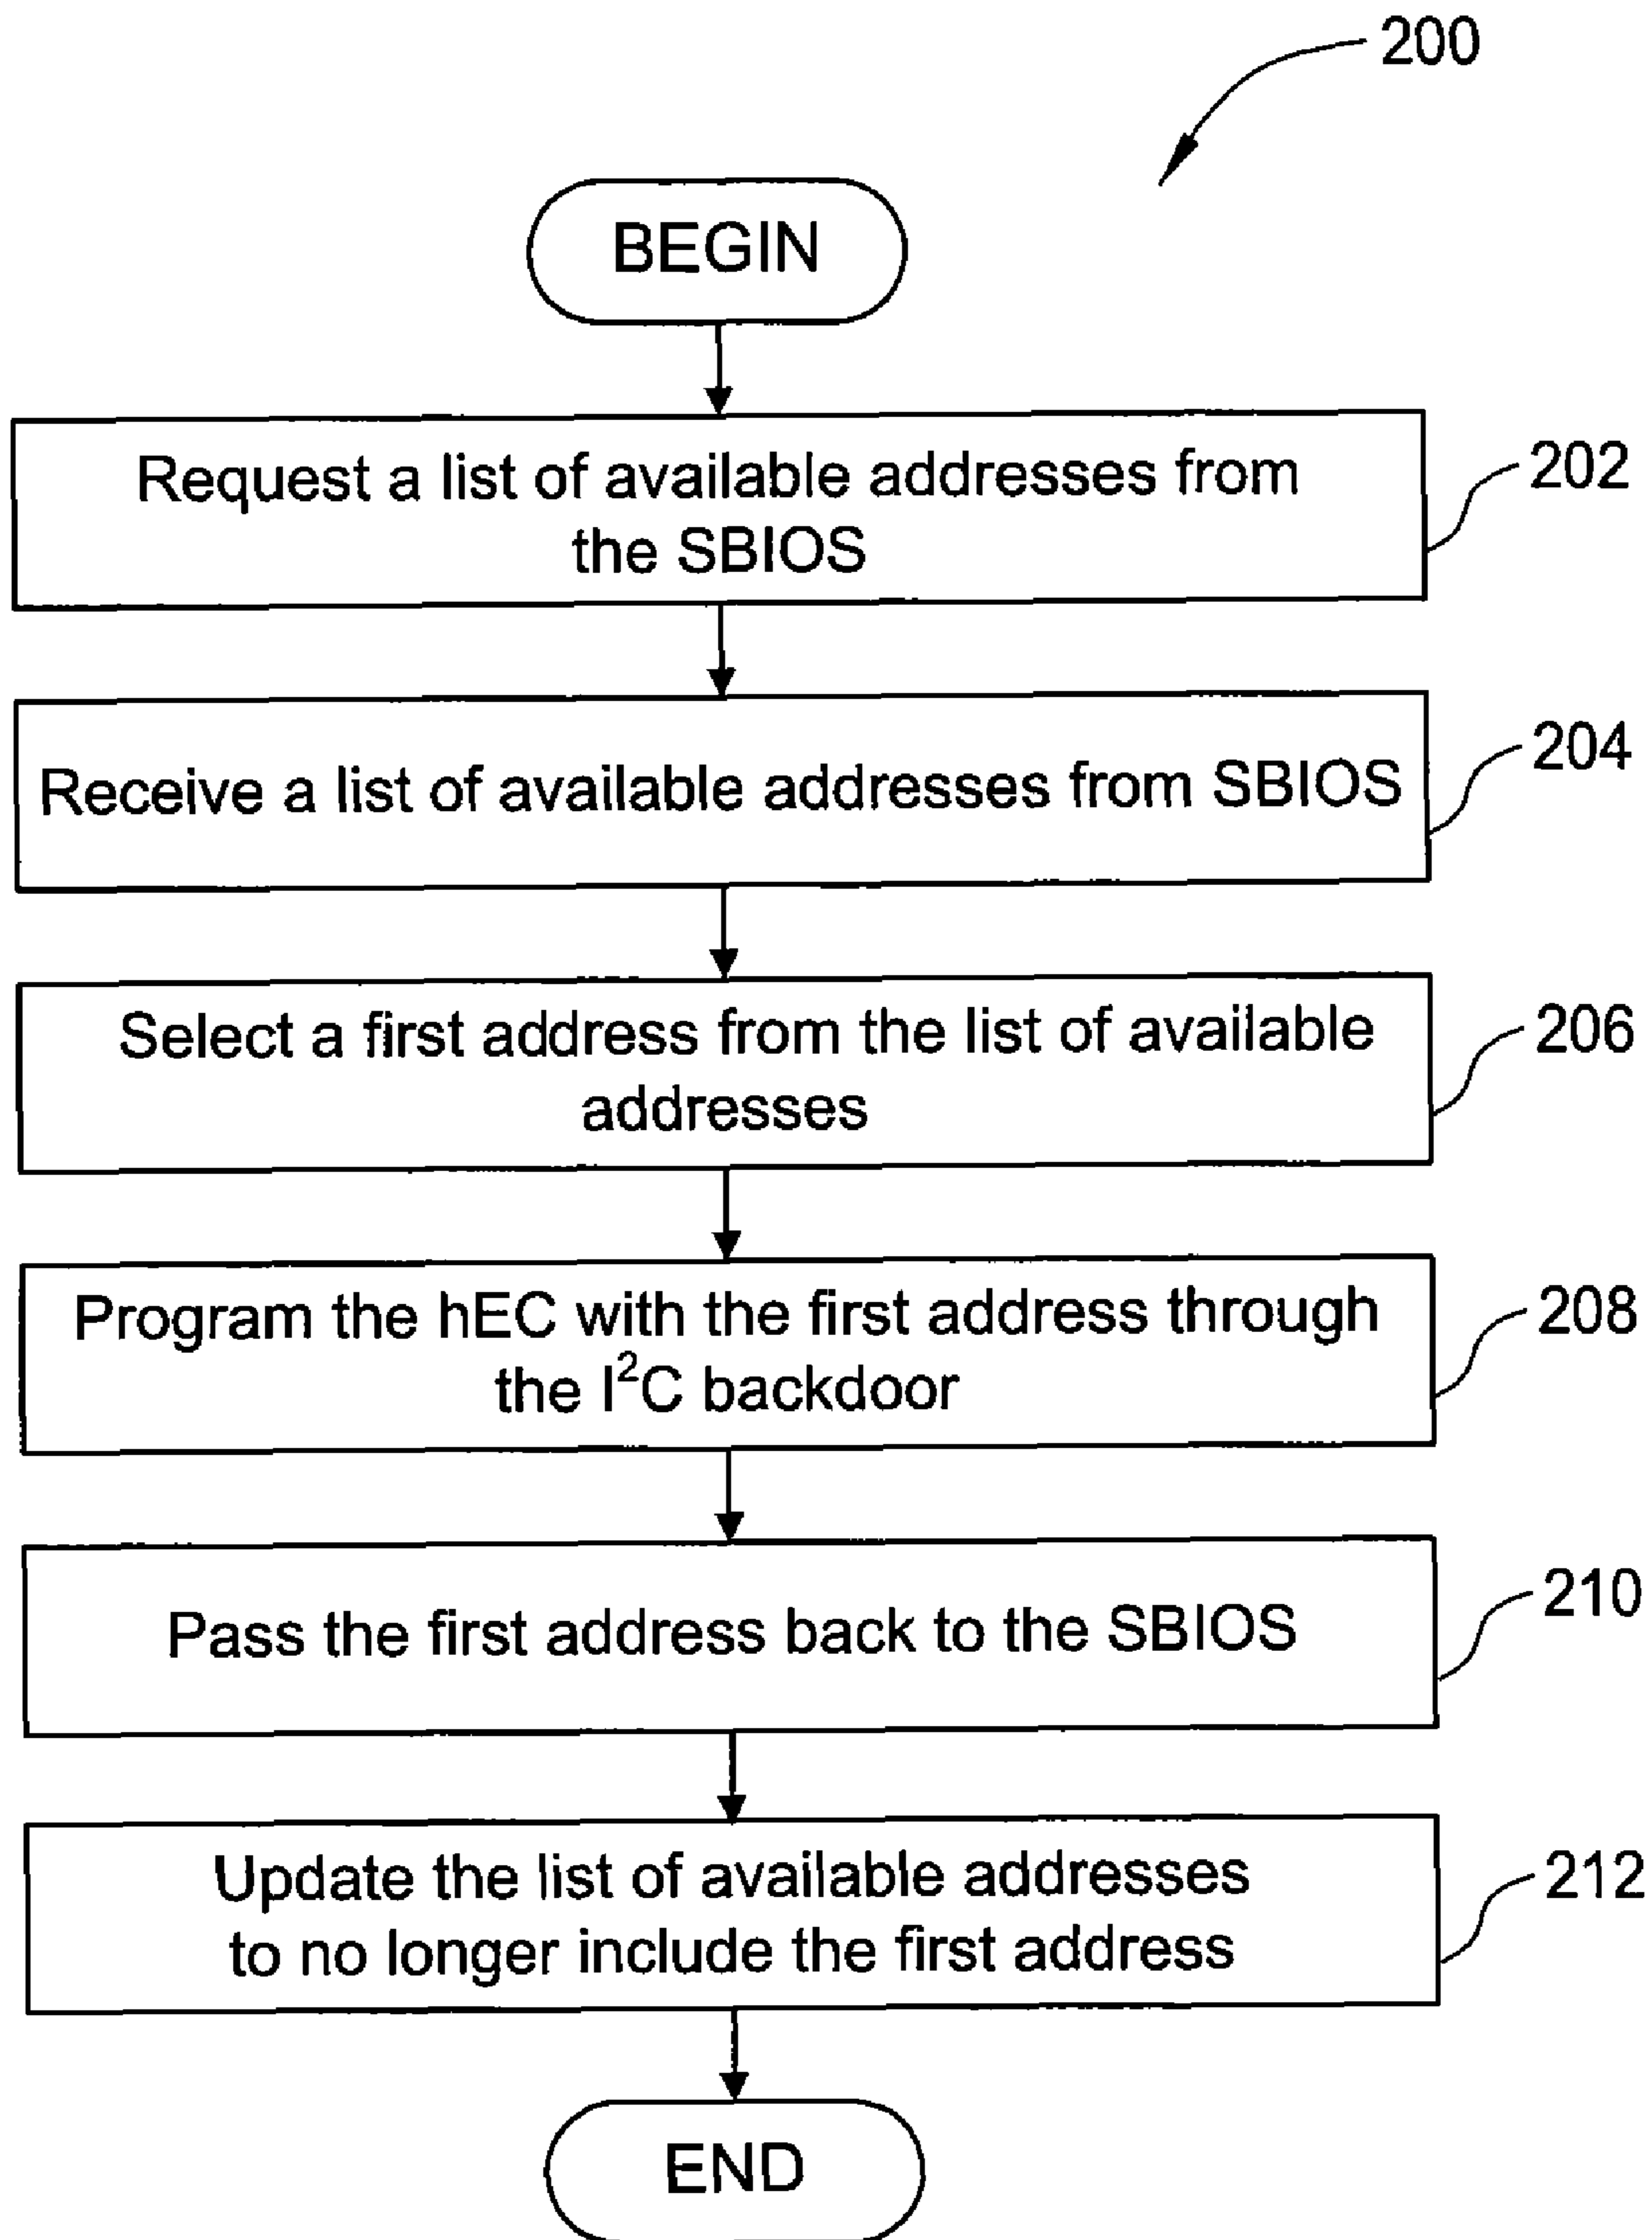 200
BEGIN
Request a list of available addresses from
the SBIOS
202
Receive a list of available addresses from SBIOS
204
Select a first address from the list of available
addresses
206
Program the hEC with the first address through
the I²C backdoor
208
Pass the first address back to the SBIOS
210
Update the list of available addresses
to no longer include the first address
212
END